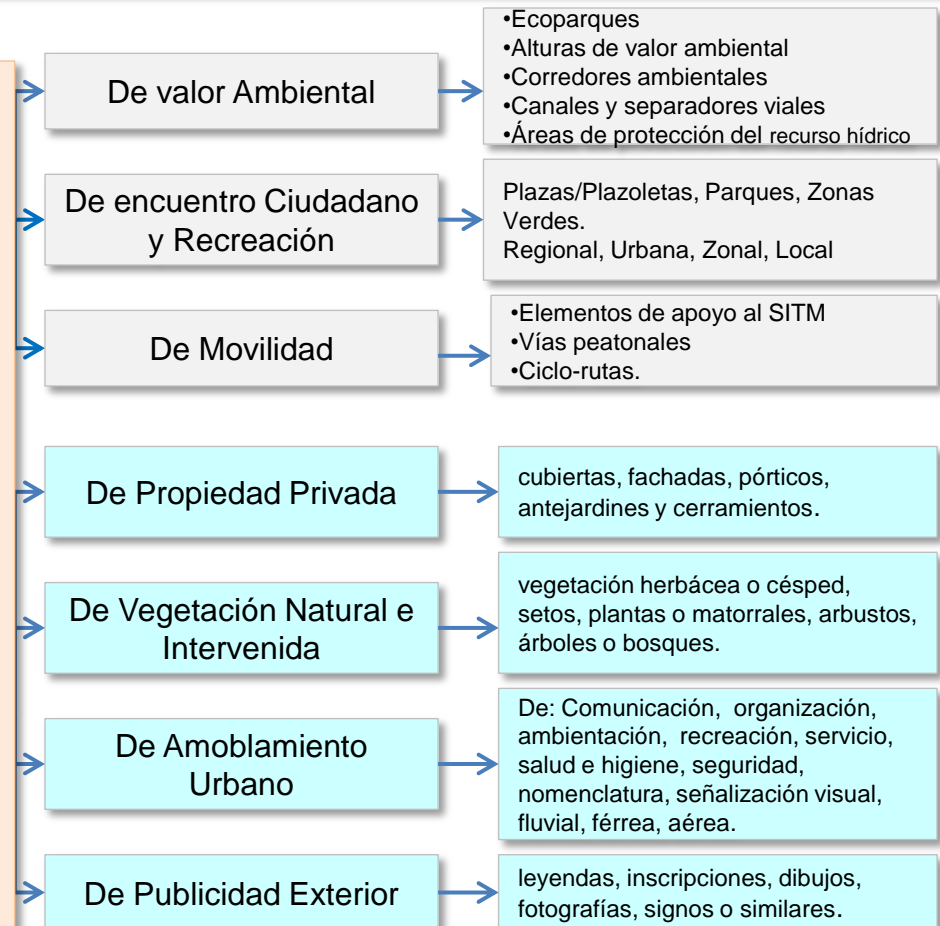 De valor Ambiental
•Ecoparques
•Alturas de valor ambiental
•Corredores ambientales
•Canales y separadores viales
•Áreas de protección del recurso hídrico
De encuentro Ciudadano
y Recreación
Plazas/Plazoletas, Parques, Zonas
Verdes.
Regional, Urbana, Zonal, Local
De Movilidad
•Elementos de apoyo al SITM
•Vías peatonales
•Ciclo-rutas.
De Propiedad Privada
cubiertas, fachadas, pórticos,
antejardines y cerramientos.
De Vegetación Natural e
Intervenida
vegetación herbácea o césped,
setos, plantas o matorrales, arbustos,
árboles o bosques.
De Amoblamiento
Urbano
De: Comunicación, organización,
ambientación, recreación, servicio,
salud e higiene, seguridad,
nomenclatura, señalización visual,
fluvial, férrea, aérea.
De Publicidad Exterior
leyendas, inscripciones, dibujos,
fotografías, signos o similares.